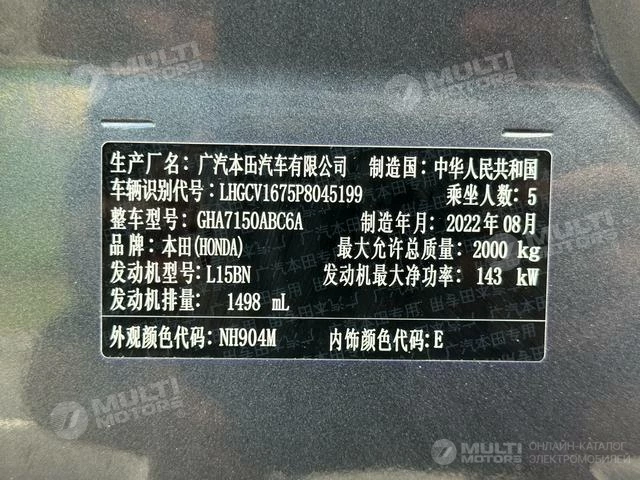 MULTI MOTORS
MULTI MOTORS
生产厂名：广汽本田汽车有限公司 制造国：中华人民共和国
车辆识别代号：LHGCV1675P8045199 乘坐人数：5
整车型号：GHA7150ABC6A 制造年月：2022年08月
品牌：本田(HONDA) 最大允许总质量：2000 kg
发动机型号：L15BN 发动机最大净功率：143 kW
发动机排量：1498 mL
外观颜色代码：NH904M 内饰颜色代码：E
MULTI MOTORS
MULTI MOTORS ОНЛАЙН-КАТАЛОГ ЭЛЕКТРОМОБИЛЕЙ